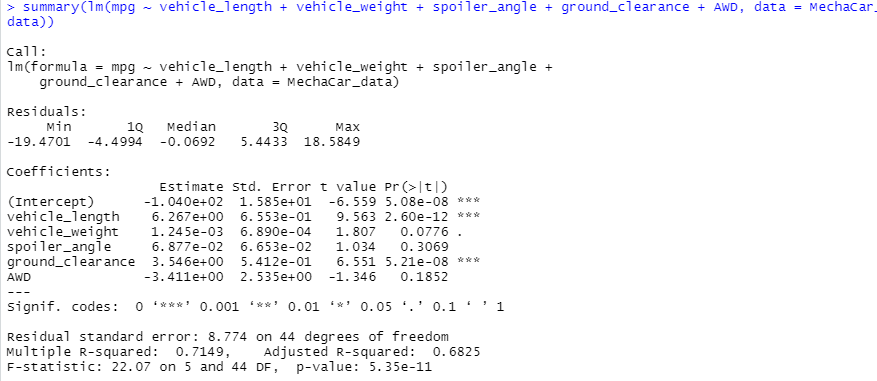 > summary(lm(mpg ~ vehicle_length + vehicle_weight + spoiler_angle + ground_clearance + AWD, data = MechaCar_
data))
Call:
lm(formula = mpg ~ vehicle_length + vehicle_weight + spoiler_angle +
    ground_clearance + AWD, data = MechaCar_data)
Residuals:
     Min       1Q   Median       3Q      Max
-19.4701  -4.4994  -0.0692   5.4433  18.5849
Coefficients:
                   Estimate Std. Error t value Pr(>|t|)
(Intercept)      -1.040e+02  1.585e+01  -6.559 5.08e-08 ***
vehicle_length    6.267e+00  6.553e-01   9.563 2.60e-12 ***
vehicle_weight    1.245e-03  6.890e-04   1.807   0.0776 .
spoiler_angle     6.877e-02  6.653e-02   1.034   0.3069
ground_clearance  3.546e+00  5.412e-01   6.551 5.21e-08 ***
AWD              -3.411e+00  2.535e+00  -1.346   0.1852
---
Signif. codes:  0 ‘***’ 0.001 ‘**’ 0.01 ‘*’ 0.05 ‘.’ 0.1 ‘ ’ 1
Residual standard error: 8.774 on 44 degrees of freedom
Multiple R-squared:  0.7149,    Adjusted R-squared:  0.6825
F-statistic: 22.07 on 5 and 44 DF,  p-value: 5.35e-11